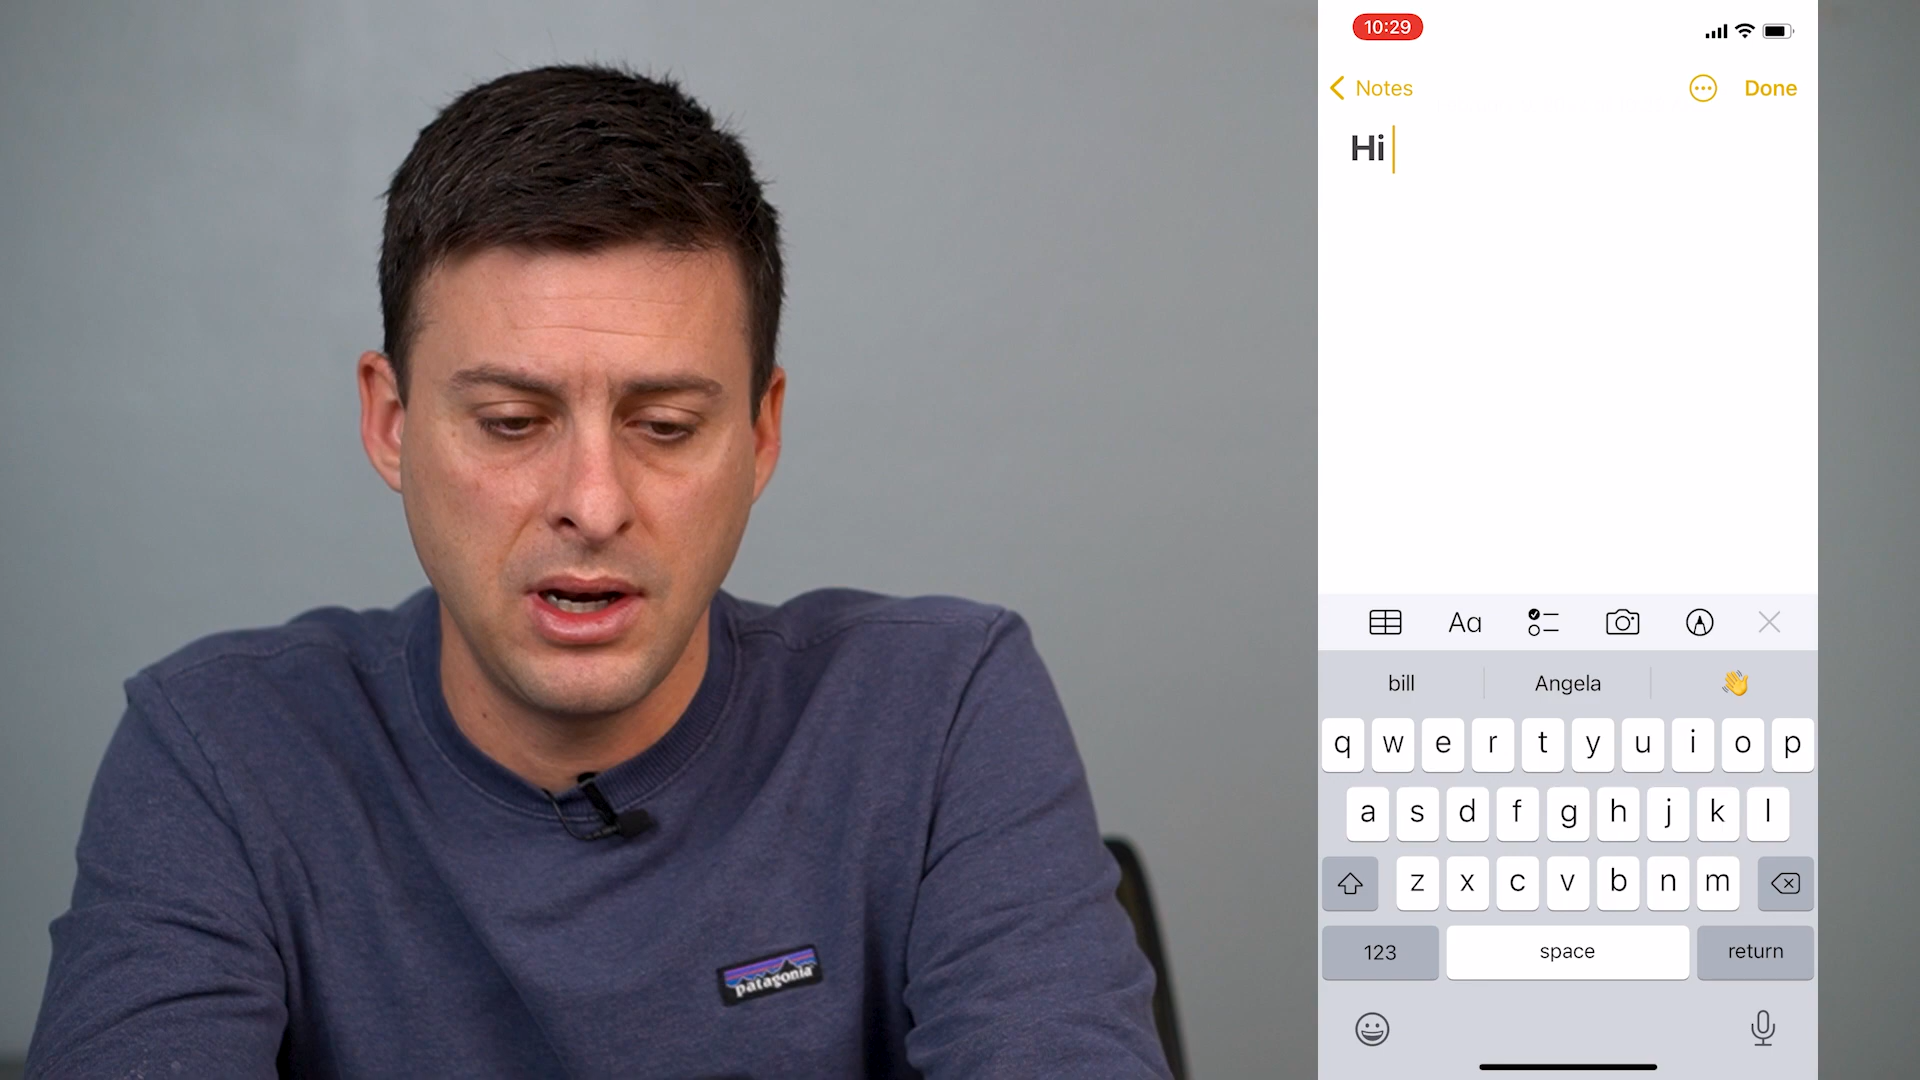 10:29
Notes
Done
Hi
Aa
bill
Angela
q w e r t y u i o p
a s d f g h j k l
z x c v b n m
123
space
return
patagonia